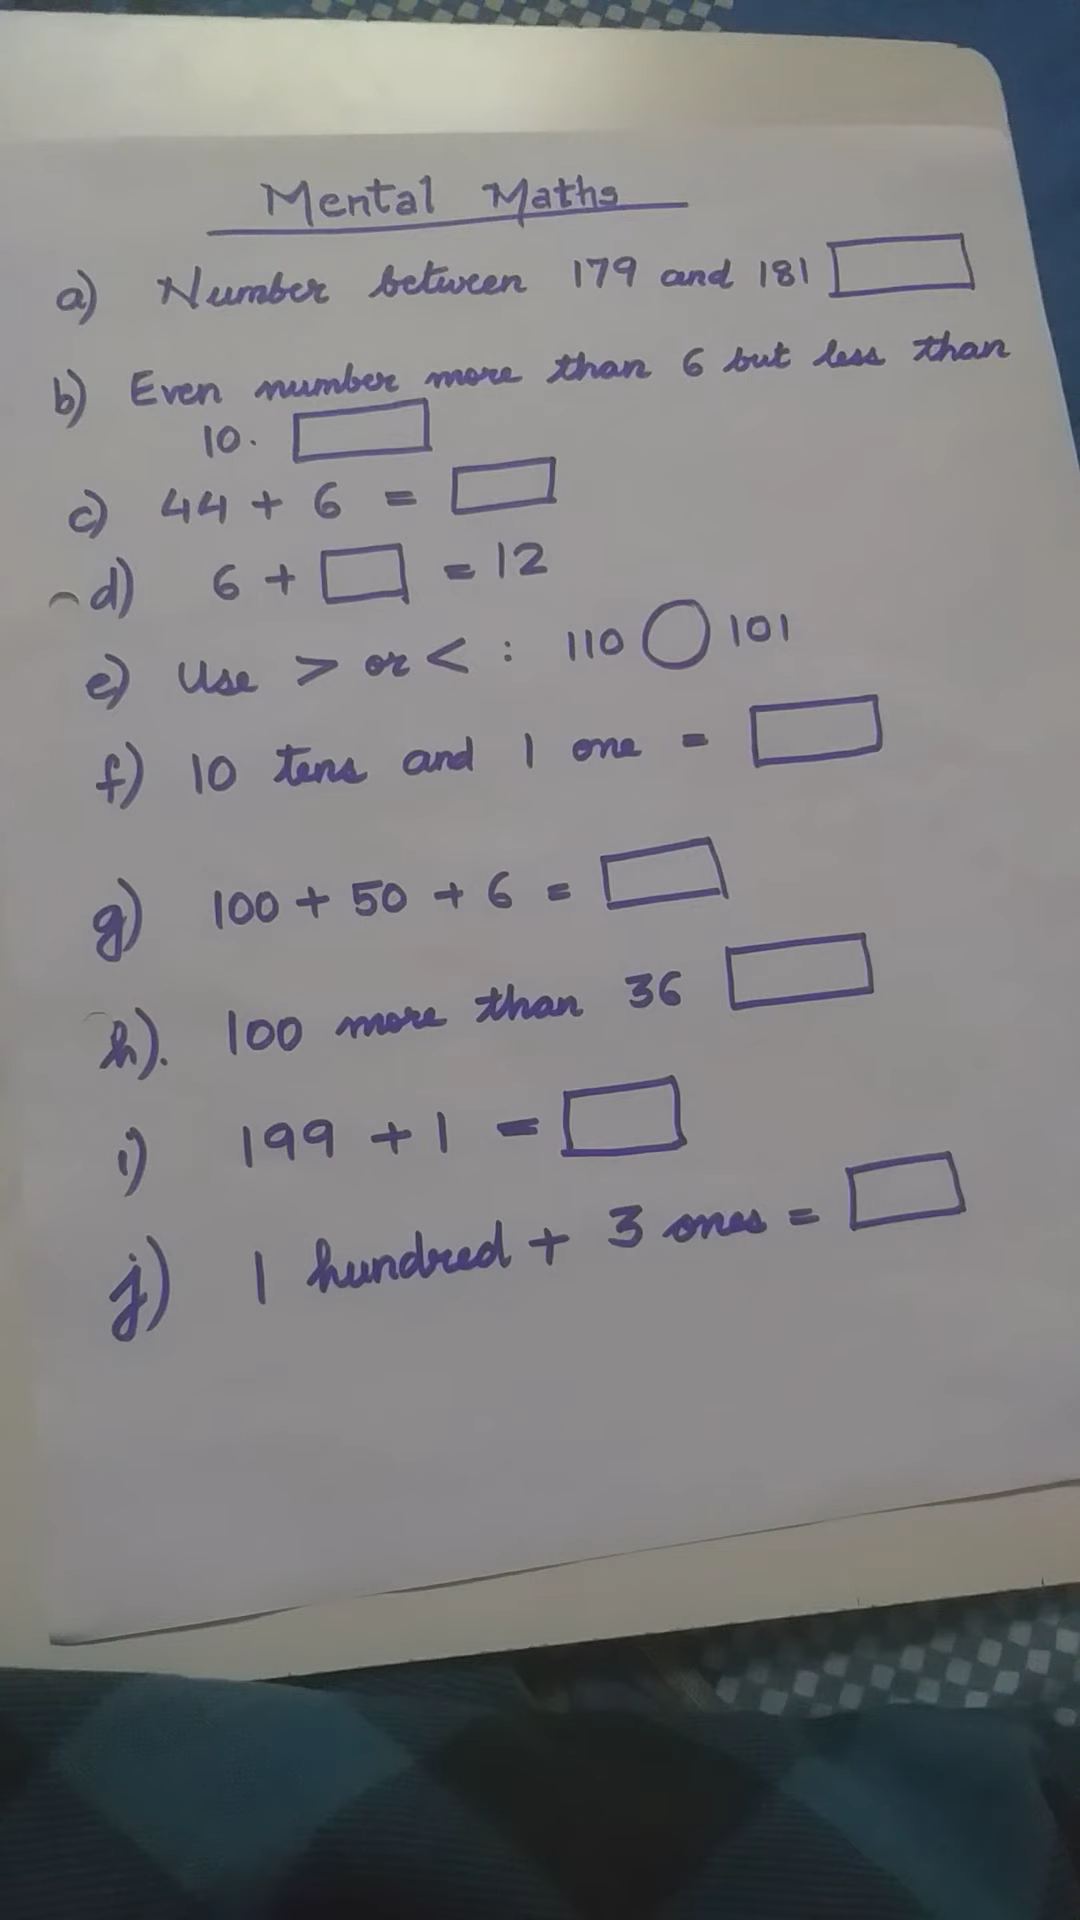 Mental Maths
a) Number between 179 and 181
b) Even number more than 6 but less than
10.
c) 44 + 6 =
d) 6 + = 12
e) Use > or < : 110 101
f) 10 tens and 1 one =
g) 100 + 50 + 6 =
h). 100 more than 36
i) 199 + 1 =
j) 1 hundred + 3 ones =